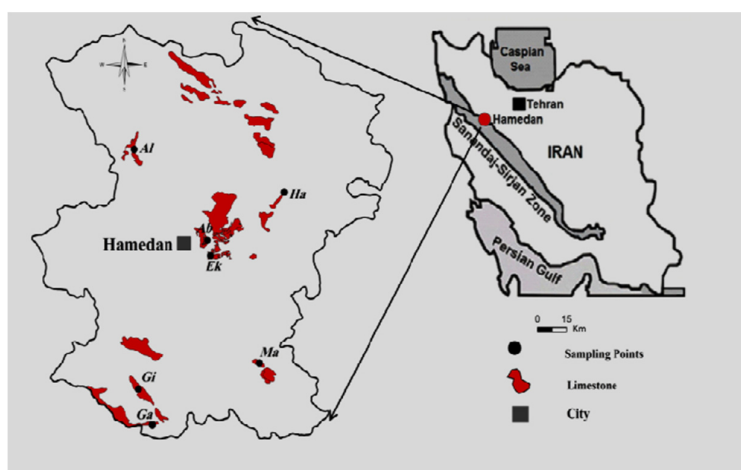 Al
Ha
Ab
Hamedan
Ek
Ma
Gi
Ga
Caspian
Sea
Tehran
Hamedan
IRAN
Sanandaj-Sirjan Zone
Persian Gulf
0 15
Km
Sampling Points
Limestone
City